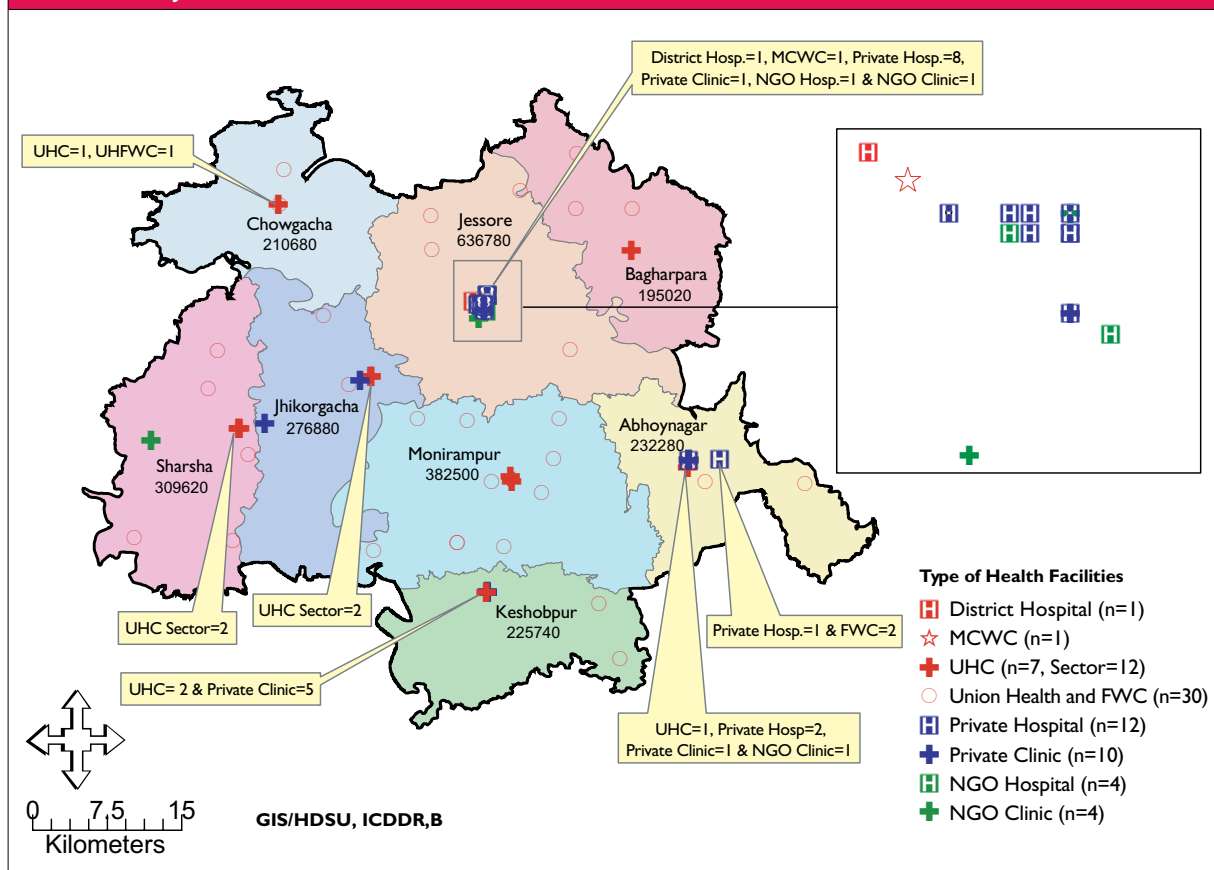 District Hosp.=1, MCWC=1, Private Hosp.=8,
Private Clinic=1, NGO Hosp.=1 & NGO Clinic=1
UHC=1, UHFWC=1
Chowgacha
210680
Jessore
636780
Bagharpara
195020
Jhikorgacha
276880
Sharsha
309620
Monirampur
382500
Abhoynagar
232280
Keshobpur
225740
UHC Sector=2
UHC Sector=2
UHC= 2 & Private Clinic=5
Private Hosp.=1 & FWC=2
UHC=1, Private Hosp=2,
Private Clinic=1 & NGO Clinic=1
Type of Health Facilities
H District Hospital (n=1)
MCWC (n=1)
UHC (n=7, Sector=12)
Union Health and FWC (n=30)
H Private Hospital (n=12)
Private Clinic (n=10)
H NGO Hospital (n=4)
NGO Clinic (n=4)
0 7.5 15
Kilometers
GIS/HDSU, ICDDR,B